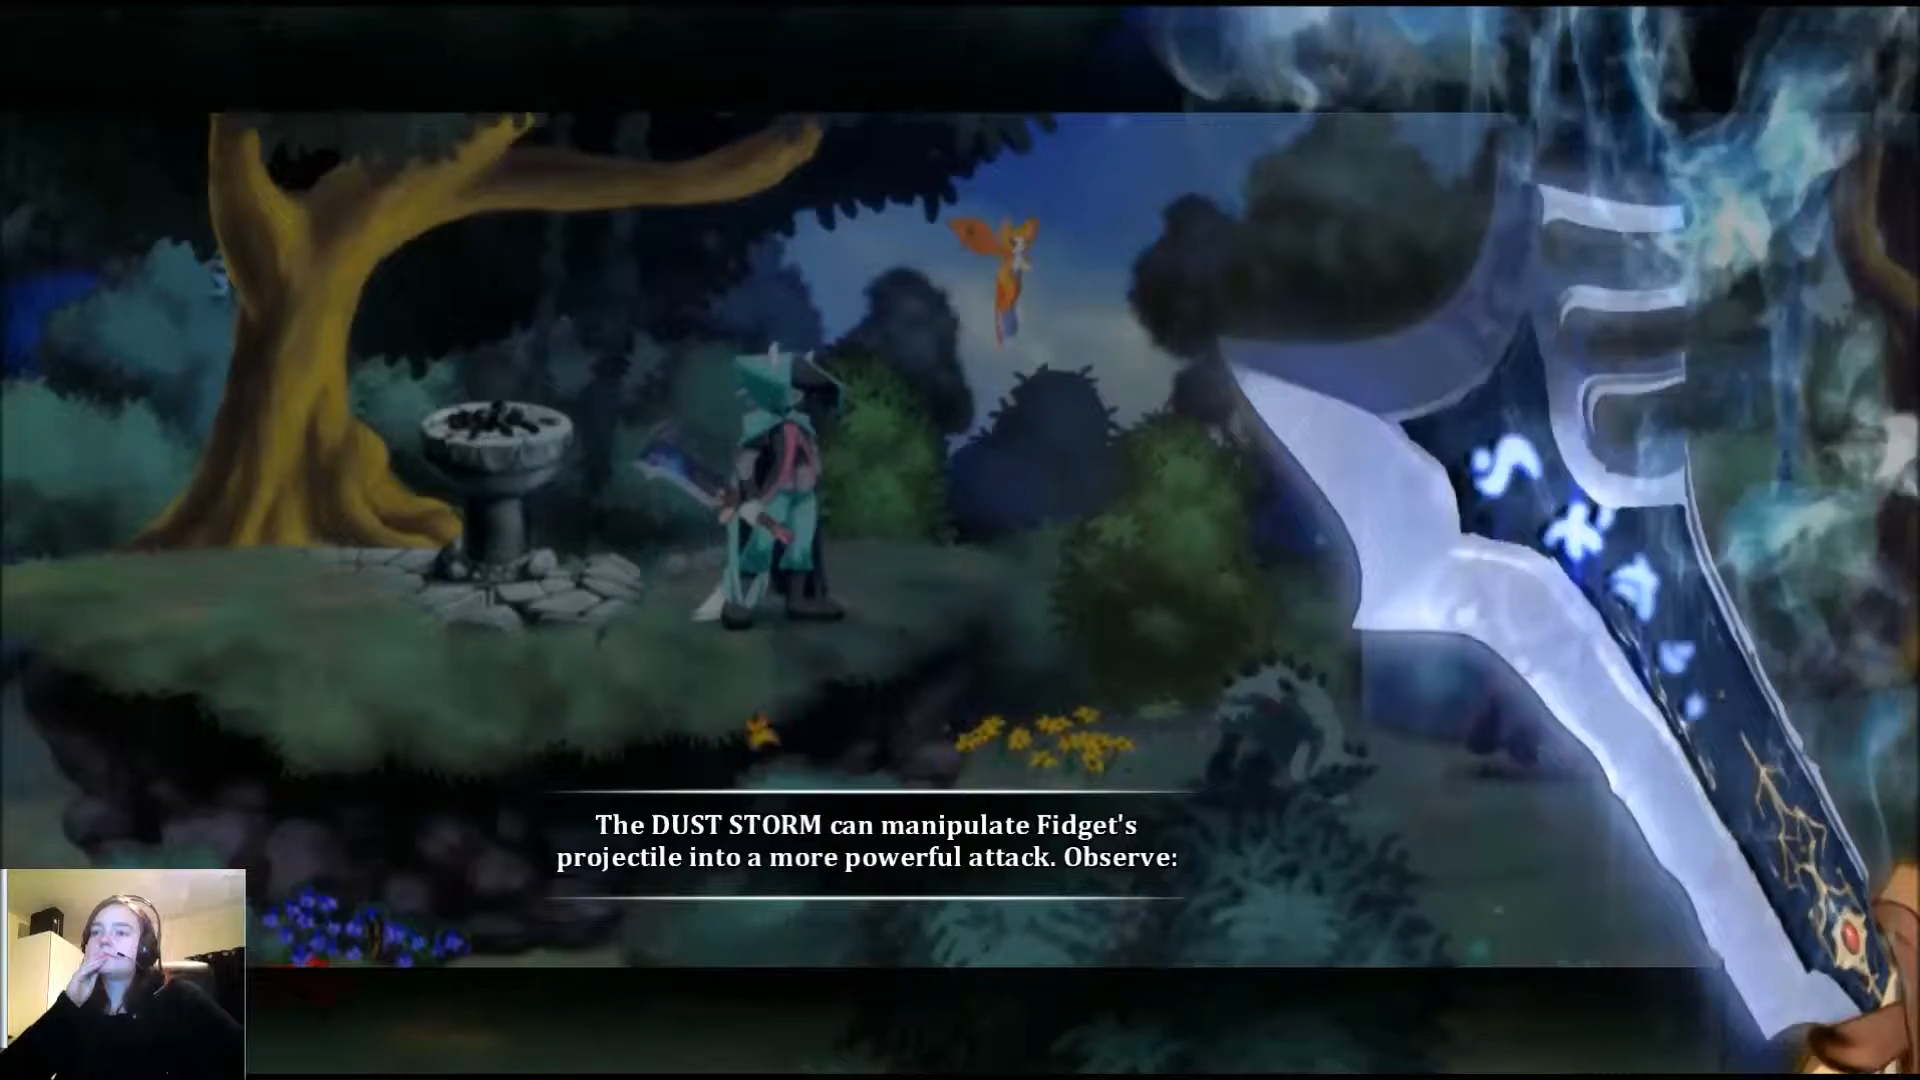 The DUST STORM can manipulate Fidget's
projectile into a more powerful attack. Observe: